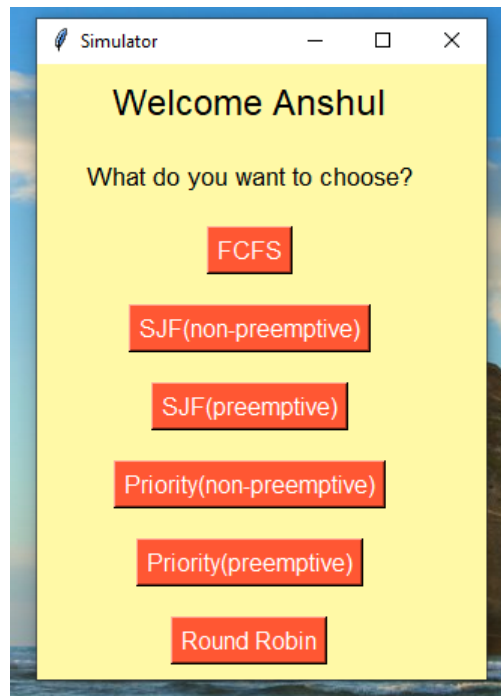 Simulator
Welcome Anshul
What do you want to choose?
FCFS
SJF(non-preemptive)
SJF(preemptive)
Priority(non-preemptive)
Priority(preemptive)
Round Robin